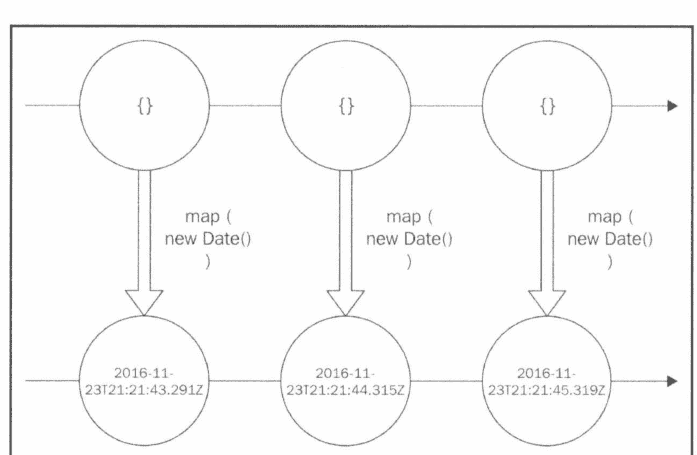 {} {} {}
map ( map ( map (
new Date() new Date() new Date()
) ) )
2016-11- 2016-11- 2016-11-
23T21:21:43.291Z 23T21:21:44.315Z 23T21:21:45.319Z